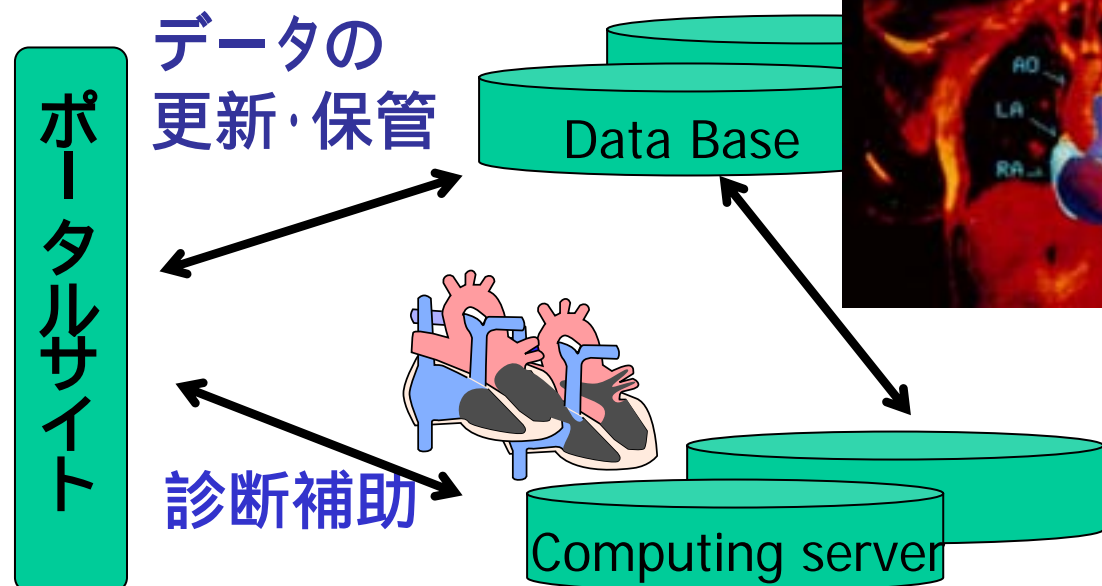 ポータルサイト
データの
更新・保管
Data Base
AO
LA
RA
診断補助
Computing server